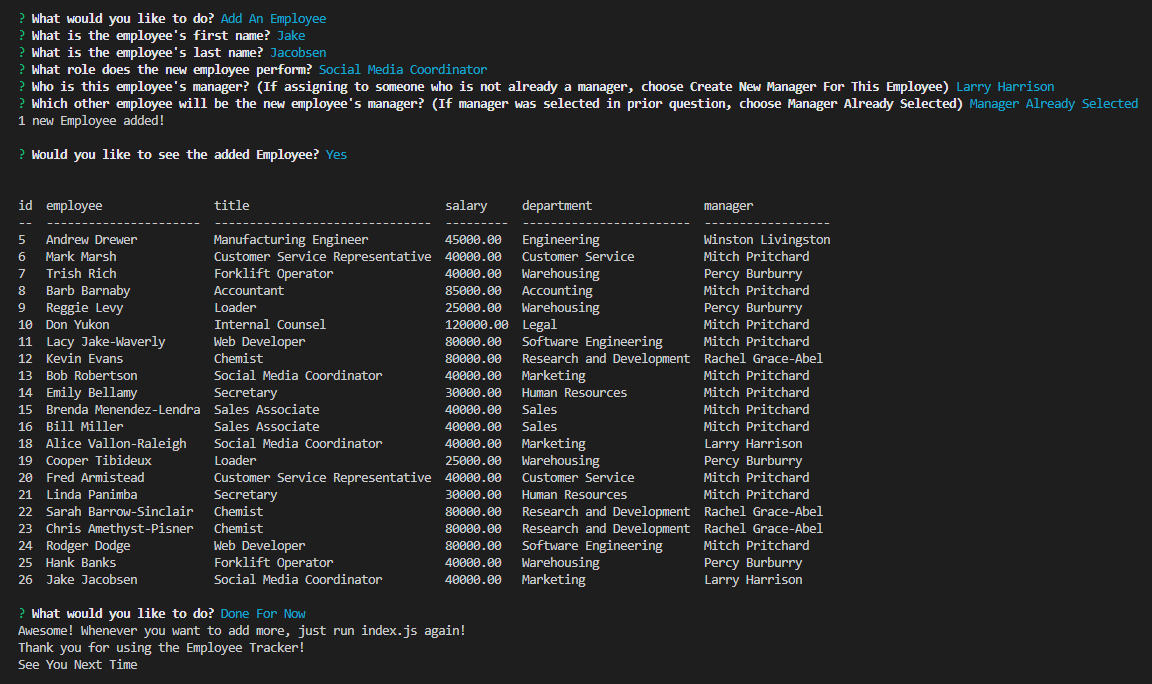 ? What would you like to do? Add An Employee
? What is the employee's first name? Jake
? What is the employee's last name? Jacobsen
? What role does the new employee perform? Social Media Coordinator
? Who is this employee's manager? (If assigning to someone who is not already a manager, choose Create New Manager For This Employee) Larry Harrison
? Which other employee will be the new employee's manager? (If manager was selected in prior question, choose Manager Already Selected) Manager Already Selected
1 new Employee added!
? Would you like to see the added Employee? Yes
id  employee                title                            salary     department                manager
--  ----------------------  -------------------------------  ---------  ------------------------  ------------------
5   Andrew Drewer           Manufacturing Engineer           45000.00   Engineering               Winston Livingston
6   Mark Marsh              Customer Service Representative  40000.00   Customer Service          Mitch Pritchard
7   Trish Rich              Forklift Operator                40000.00   Warehousing               Percy Burburry
8   Barb Barnaby            Accountant                       85000.00   Accounting                Mitch Pritchard
9   Reggie Levy             Loader                           25000.00   Warehousing               Percy Burburry
10  Don Yukon               Internal Counsel                 120000.00  Legal                     Mitch Pritchard
11  Lacy Jake-Waverly       Web Developer                    80000.00   Software Engineering      Mitch Pritchard
12  Kevin Evans             Chemist                          80000.00   Research and Development  Rachel Grace-Abel
13  Bob Robertson           Social Media Coordinator         40000.00   Marketing                 Mitch Pritchard
14  Emily Bellamy           Secretary                        30000.00   Human Resources           Mitch Pritchard
15  Brenda Menendez-Lendra  Sales Associate                  40000.00   Sales                     Mitch Pritchard
16  Bill Miller             Sales Associate                  40000.00   Sales                     Mitch Pritchard
18  Alice Vallon-Raleigh    Social Media Coordinator         40000.00   Marketing                 Larry Harrison
19  Cooper Tibideux         Loader                           25000.00   Warehousing               Percy Burburry
20  Fred Armistead          Customer Service Representative  40000.00   Customer Service          Mitch Pritchard
21  Linda Panimba           Secretary                        30000.00   Human Resources           Mitch Pritchard
22  Sarah Barrow-Sinclair   Chemist                          80000.00   Research and Development  Rachel Grace-Abel
23  Chris Amethyst-Pisner   Chemist                          80000.00   Research and Development  Rachel Grace-Abel
24  Rodger Dodge            Web Developer                    80000.00   Software Engineering      Mitch Pritchard
25  Hank Banks              Forklift Operator                40000.00   Warehousing               Percy Burburry
26  Jake Jacobsen           Social Media Coordinator         40000.00   Marketing                 Larry Harrison
? What would you like to do? Done For Now
Awesome! Whenever you want to add more, just run index.js again!
Thank you for using the Employee Tracker!
See You Next Time